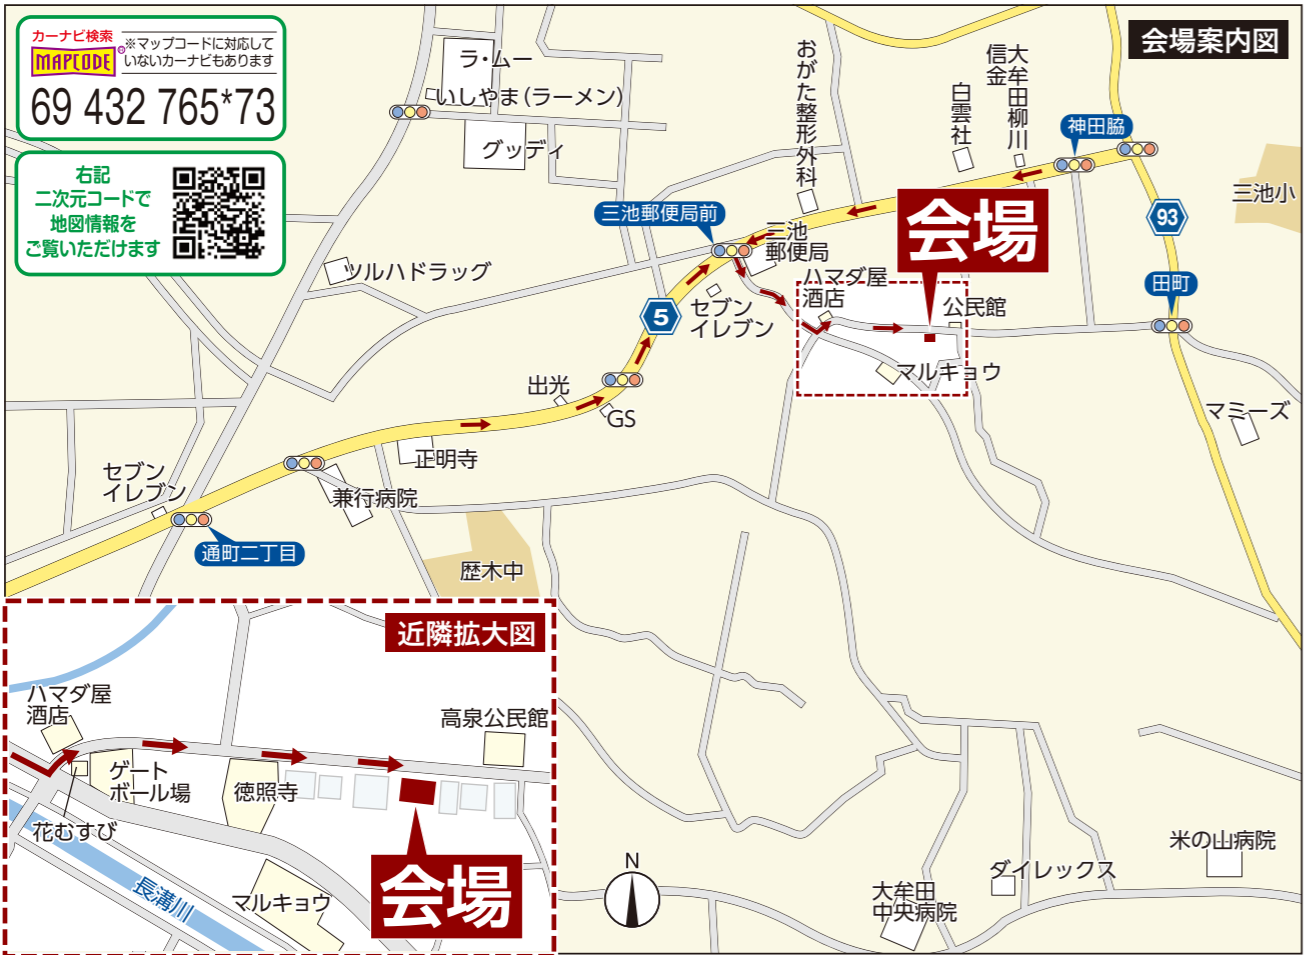 カーナビ検索
MAPCODE
®
※マップコードに対応して
いないカーナビもあります
69 432 765*73
右記
二次元コードで
地図情報を
ご覧いただけます
会場案内図
ラ・ムー
いしやま(ラーメン)
グッディ
おがた整形外科
白雲社
大牟田柳川
信金
神田脇
三池小
93
三池郵便局前
三池
郵便局
会場
ツルハドラッグ
セブン
イレブン
ハマダ屋
酒店
公民館
田町
5
マルキョウ
出光
GS
マミーズ
正明寺
セブン
イレブン
兼行病院
通町二丁目
歴木中
近隣拡大図
ハマダ屋
酒店
高泉公民館
ゲート
ボール場
徳照寺
花むすび
会場
長溝川
マルキョウ
N
米の山病院
ダイレックス
大牟田
中央病院